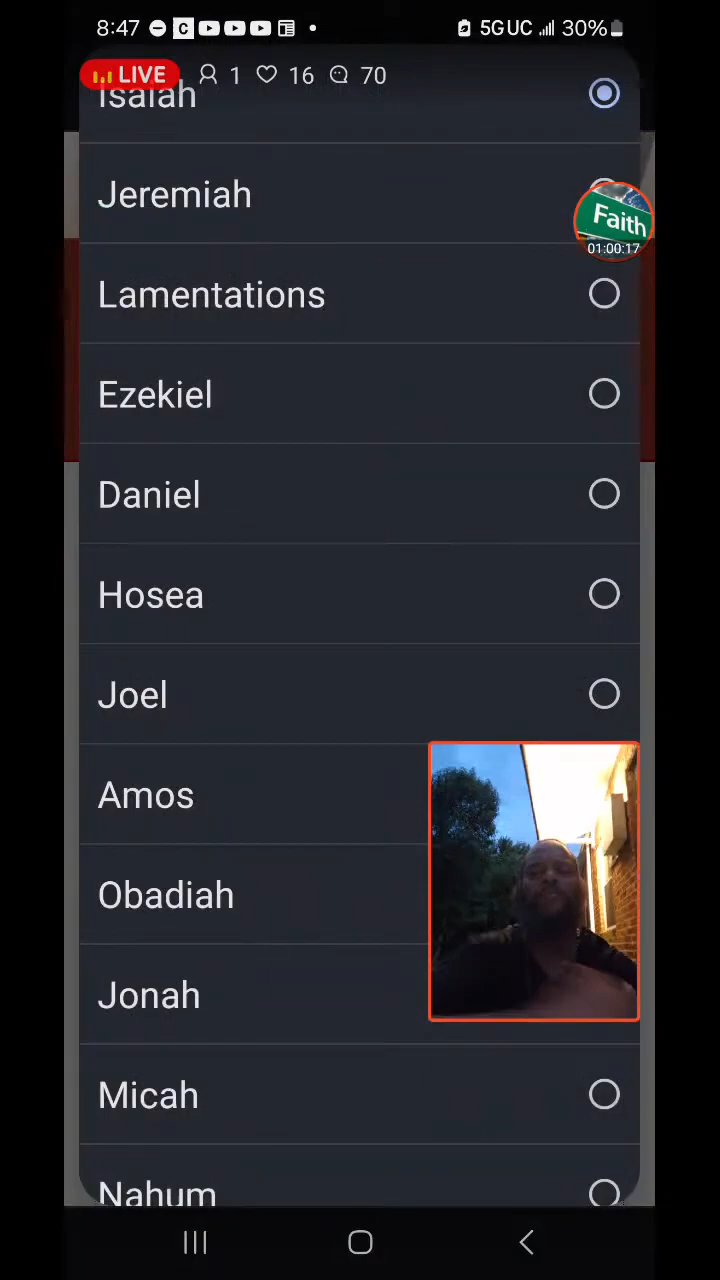 8:47 5GUC 30%
LIVE 1 16 70
Isaiah
Jeremiah
Faith
01:00:17
Lamentations
Ezekiel
Daniel
Hosea
Joel
Amos
Obadiah
Jonah
Micah
Nahum